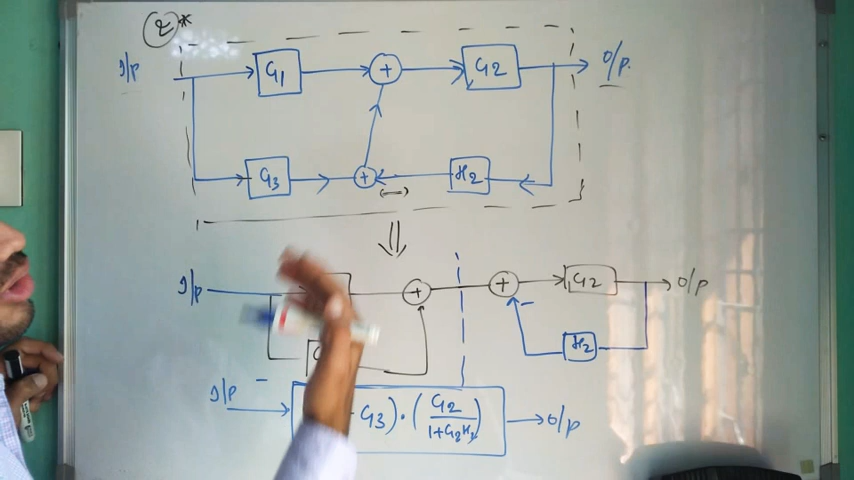 2*
I/p G1 + G2 O/p.
G3 + H2
(—)
I/p + + G2 O/p
−
G H2
I/p G3) · ( G2 / 1+G2H2 ) O/p